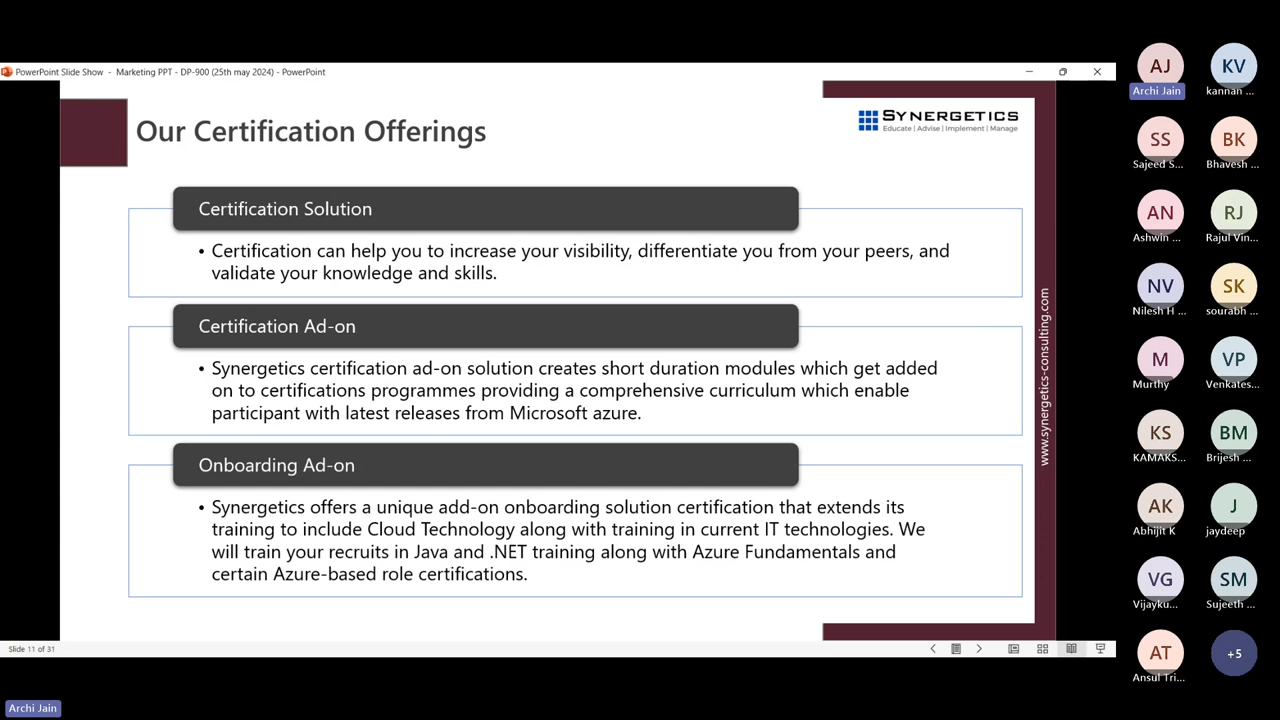 PowerPoint Slide Show - Marketing PPT - DP-900 (25th may 2024) - PowerPoint
Our Certification Offerings
SYNERGETICS
Educate | Advise | Implement | Manage
Certification Solution
• Certification can help you to increase your visibility, differentiate you from your peers, and
validate your knowledge and skills.
Certification Ad-on
• Synergetics certification ad-on solution creates short duration modules which get added
on to certifications programmes providing a comprehensive curriculum which enable
participant with latest releases from Microsoft azure.
Onboarding Ad-on
• Synergetics offers a unique add-on onboarding solution certification that extends its
training to include Cloud Technology along with training in current IT technologies. We
will train your recruits in Java and .NET training along with Azure Fundamentals and
certain Azure-based role certifications.
www.synergetics-consulting.com
Slide 11 of 31
Archi Jain
AJ
Archi Jain
KV
kannan ...
SS
Sajeed S...
BK
Bhavesh ...
AN
Ashwin ...
RJ
Rajul Vin...
NV
Nilesh H ...
SK
sourabh ...
M
Murthy
VP
Venkates...
KS
KAMAKS...
BM
Brijesh ...
AK
Abhijit K
J
jaydeep
VG
Vijayku...
SM
Sujeeth ...
AT
Ansul Tri...
+5